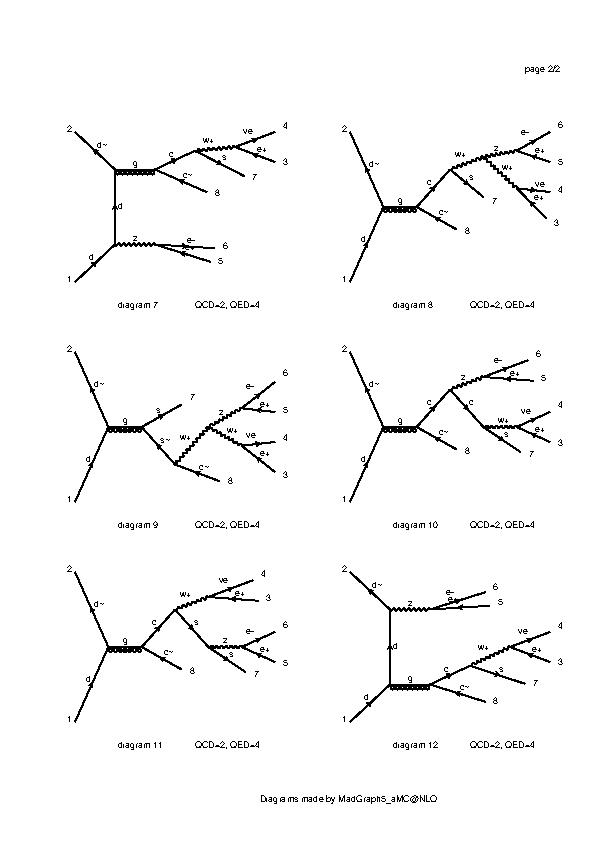 page 2/2
2 d~ g c w+ ve 4
e+ 3
s 7
c~ 8
d
z e- 6
e+ 5
d 1
diagram 7 QCD=2, QED=4
2 d~ g c w+ z e- 6
e+ 5
w+ ve 4
e+ 3
s 7
c~ 8
d 1
diagram 8 QCD=2, QED=4
2 d~ g s 7
s~ w+ z e- 6
e+ 5
w+ ve 4
e+ 3
c~ 8
d 1
diagram 9 QCD=2, QED=4
2 d~ g c z e- 6
e+ 5
c w+ ve 4
e+ 3
s 7
c~ 8
d 1
diagram 10 QCD=2, QED=4
2 d~ g c w+ ve 4
e+ 3
s z e- 6
e+ 5
s 7
c~ 8
d 1
diagram 11 QCD=2, QED=4
2 d~ z e- 6
5
d
g c w+ ve 4
e+ 3
s 7
c~ 8
d 1
diagram 12 QCD=2, QED=4
Diagrams made by MadGraph5_aMC@NLO